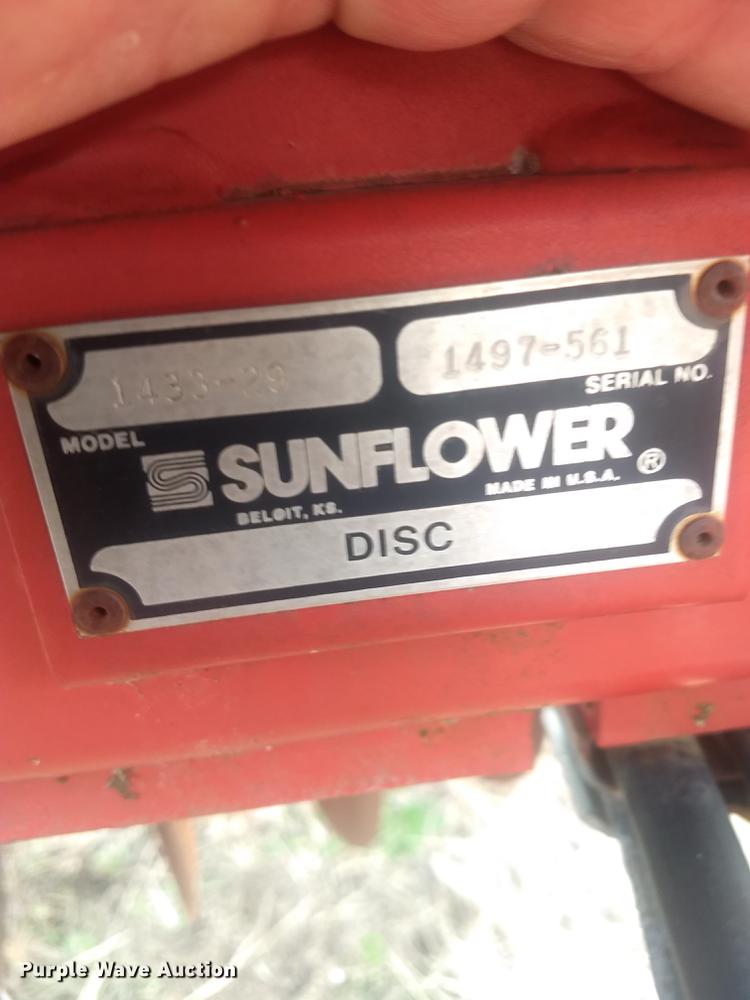 1433-29
1497-561
MODEL
SERIAL NO.
SUNFLOWER®
BELOIT, KS.
MADE IN U.S.A.
DISC
Purple Wave Auction